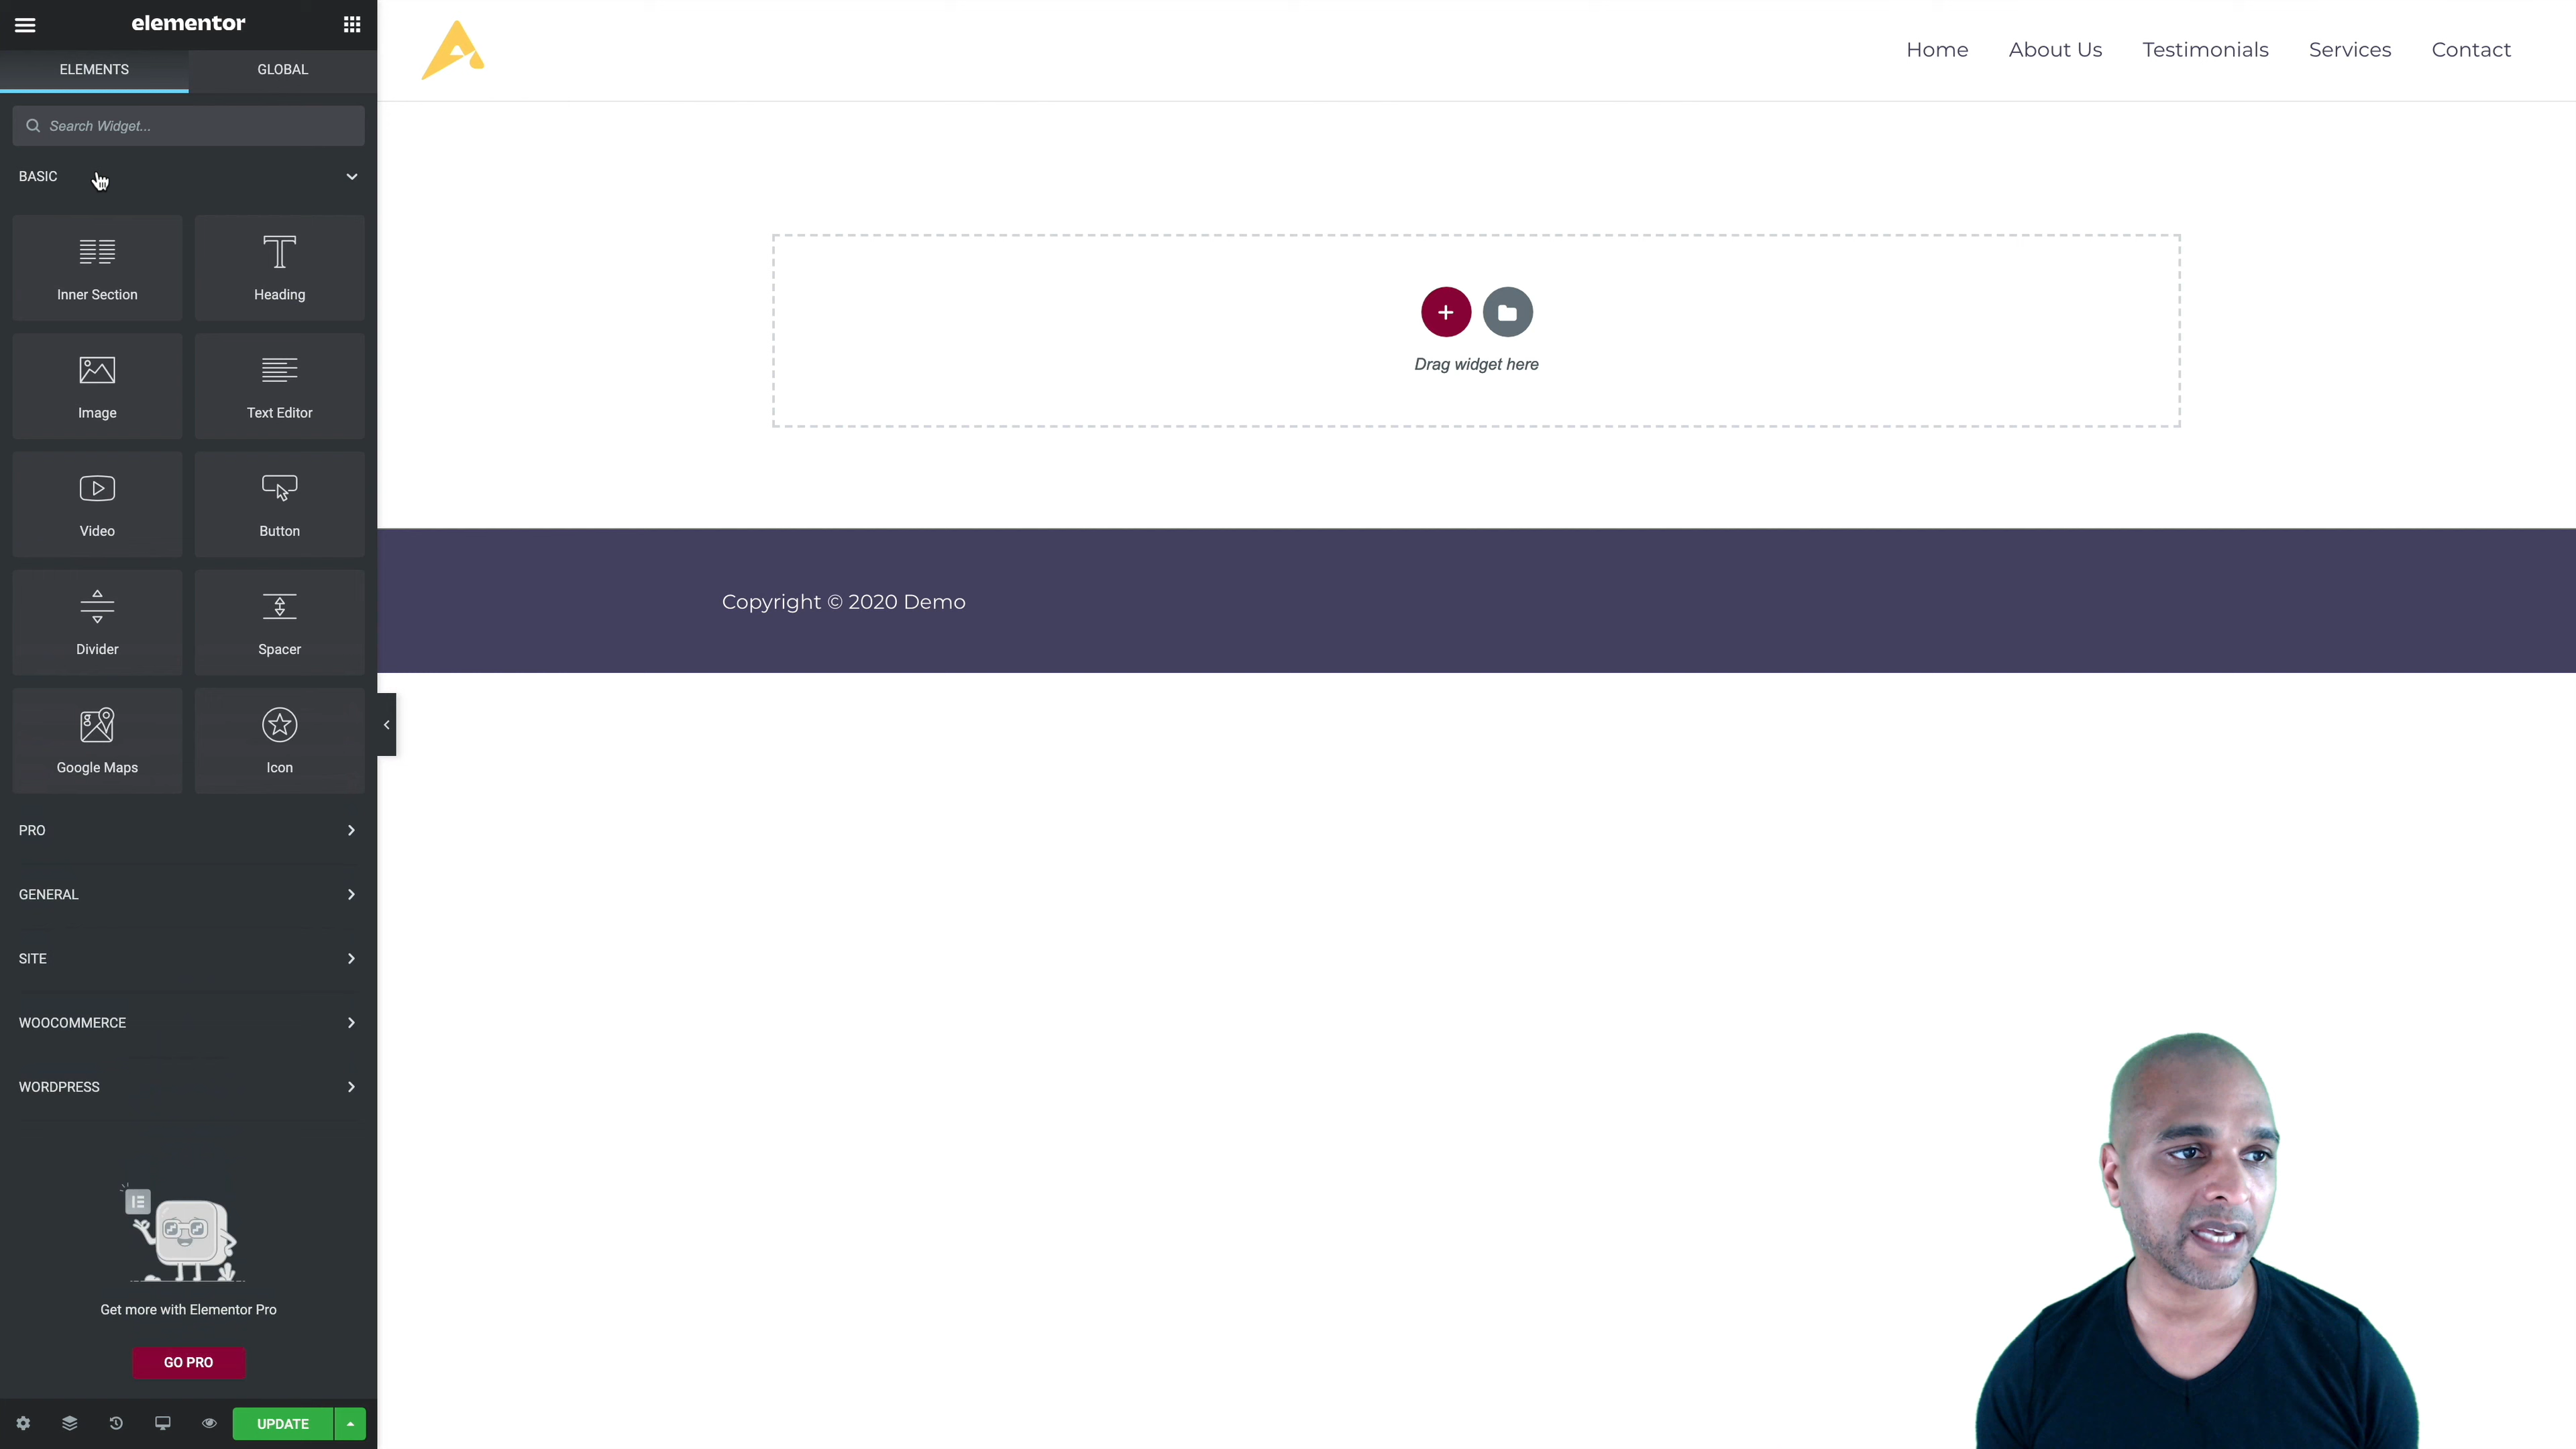 elementor
ELEMENTS
GLOBAL
Search Widget...
BASIC
Inner Section
Heading
Image
Text Editor
Video
Button
Divider
Spacer
Google Maps
Icon
PRO
GENERAL
SITE
WOOCOMMERCE
WORDPRESS
Get more with Elementor Pro
GO PRO
UPDATE
Home
About Us
Testimonials
Services
Contact
Drag widget here
Copyright © 2020 Demo